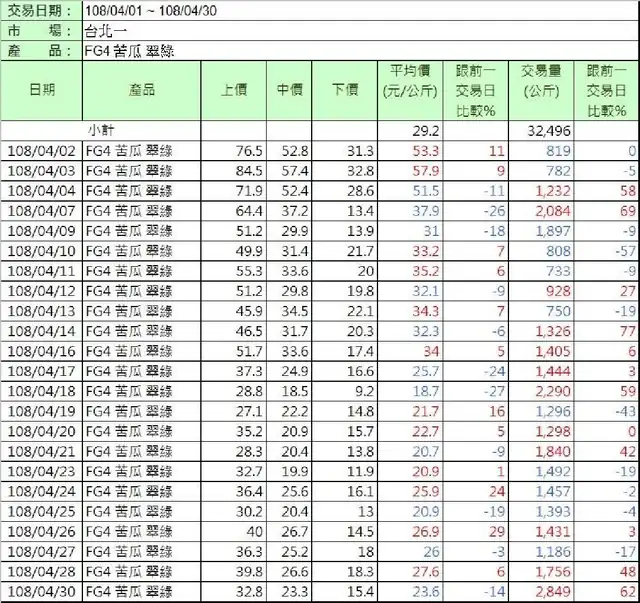 交易日期： 108/04/01 ~ 108/04/30
市 場： 台北一
產 品： FG4 苦瓜 翠綠
日期 產品 上價 中價 下價 平均價 (元/公斤) 跟前一交易日比較% 交易量 (公斤) 跟前一交易日比較%
小計 29.2 32,496
108/04/02 FG4 苦瓜 翠綠 76.5 52.8 31.3 53.3 11 819 0
108/04/03 FG4 苦瓜 翠綠 84.5 57.4 32.8 57.9 9 782 -5
108/04/04 FG4 苦瓜 翠綠 71.9 52.4 28.6 51.5 -11 1,232 58
108/04/07 FG4 苦瓜 翠綠 64.4 37.2 13.4 37.9 -26 2,084 69
108/04/09 FG4 苦瓜 翠綠 51.2 29.9 13.9 31 -18 1,897 -9
108/04/10 FG4 苦瓜 翠綠 49.9 31.4 21.7 33.2 7 808 -57
108/04/11 FG4 苦瓜 翠綠 55.3 33.6 20 35.2 6 733 -9
108/04/12 FG4 苦瓜 翠綠 51.2 29.8 19.8 32.1 -9 928 27
108/04/13 FG4 苦瓜 翠綠 45.9 34.5 22.1 34.3 7 750 -19
108/04/14 FG4 苦瓜 翠綠 46.5 31.7 20.3 32.3 -6 1,326 77
108/04/16 FG4 苦瓜 翠綠 51.7 33.6 17.4 34 5 1,405 6
108/04/17 FG4 苦瓜 翠綠 37.3 24.9 16.6 25.7 -24 1,444 3
108/04/18 FG4 苦瓜 翠綠 28.8 18.5 9.2 18.7 -27 2,290 59
108/04/19 FG4 苦瓜 翠綠 27.1 22.2 14.8 21.7 16 1,296 -43
108/04/20 FG4 苦瓜 翠綠 35.2 20.9 15.7 22.7 5 1,298 0
108/04/21 FG4 苦瓜 翠綠 28.3 20.4 13.8 20.7 -9 1,840 42
108/04/23 FG4 苦瓜 翠綠 32.7 19.9 11.9 20.9 1 1,492 -19
108/04/24 FG4 苦瓜 翠綠 36.4 25.6 16.1 25.9 24 1,457 -2
108/04/25 FG4 苦瓜 翠綠 30.2 20.4 13 20.9 -19 1,393 -4
108/04/26 FG4 苦瓜 翠綠 40 26.7 14.5 26.9 29 1,431 3
108/04/27 FG4 苦瓜 翠綠 36.3 25.2 18 26 -3 1,186 -17
108/04/28 FG4 苦瓜 翠綠 39.8 26.6 18.3 27.6 6 1,756 48
108/04/30 FG4 苦瓜 翠綠 32.8 23.3 15.4 23.6 -14 2,849 62